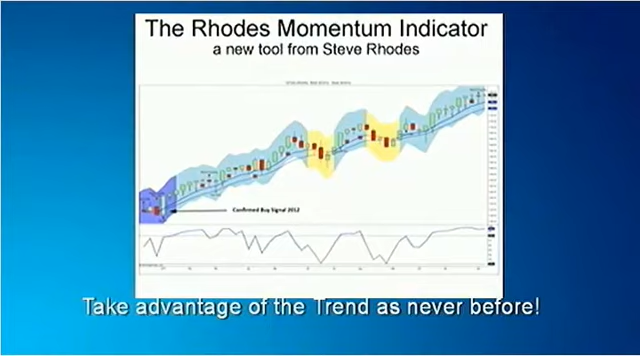 The Rhodes Momentum Indicator
a new tool from Steve Rhodes
Confirmed Buy Signal 2012
Take advantage of the Trend as never before!